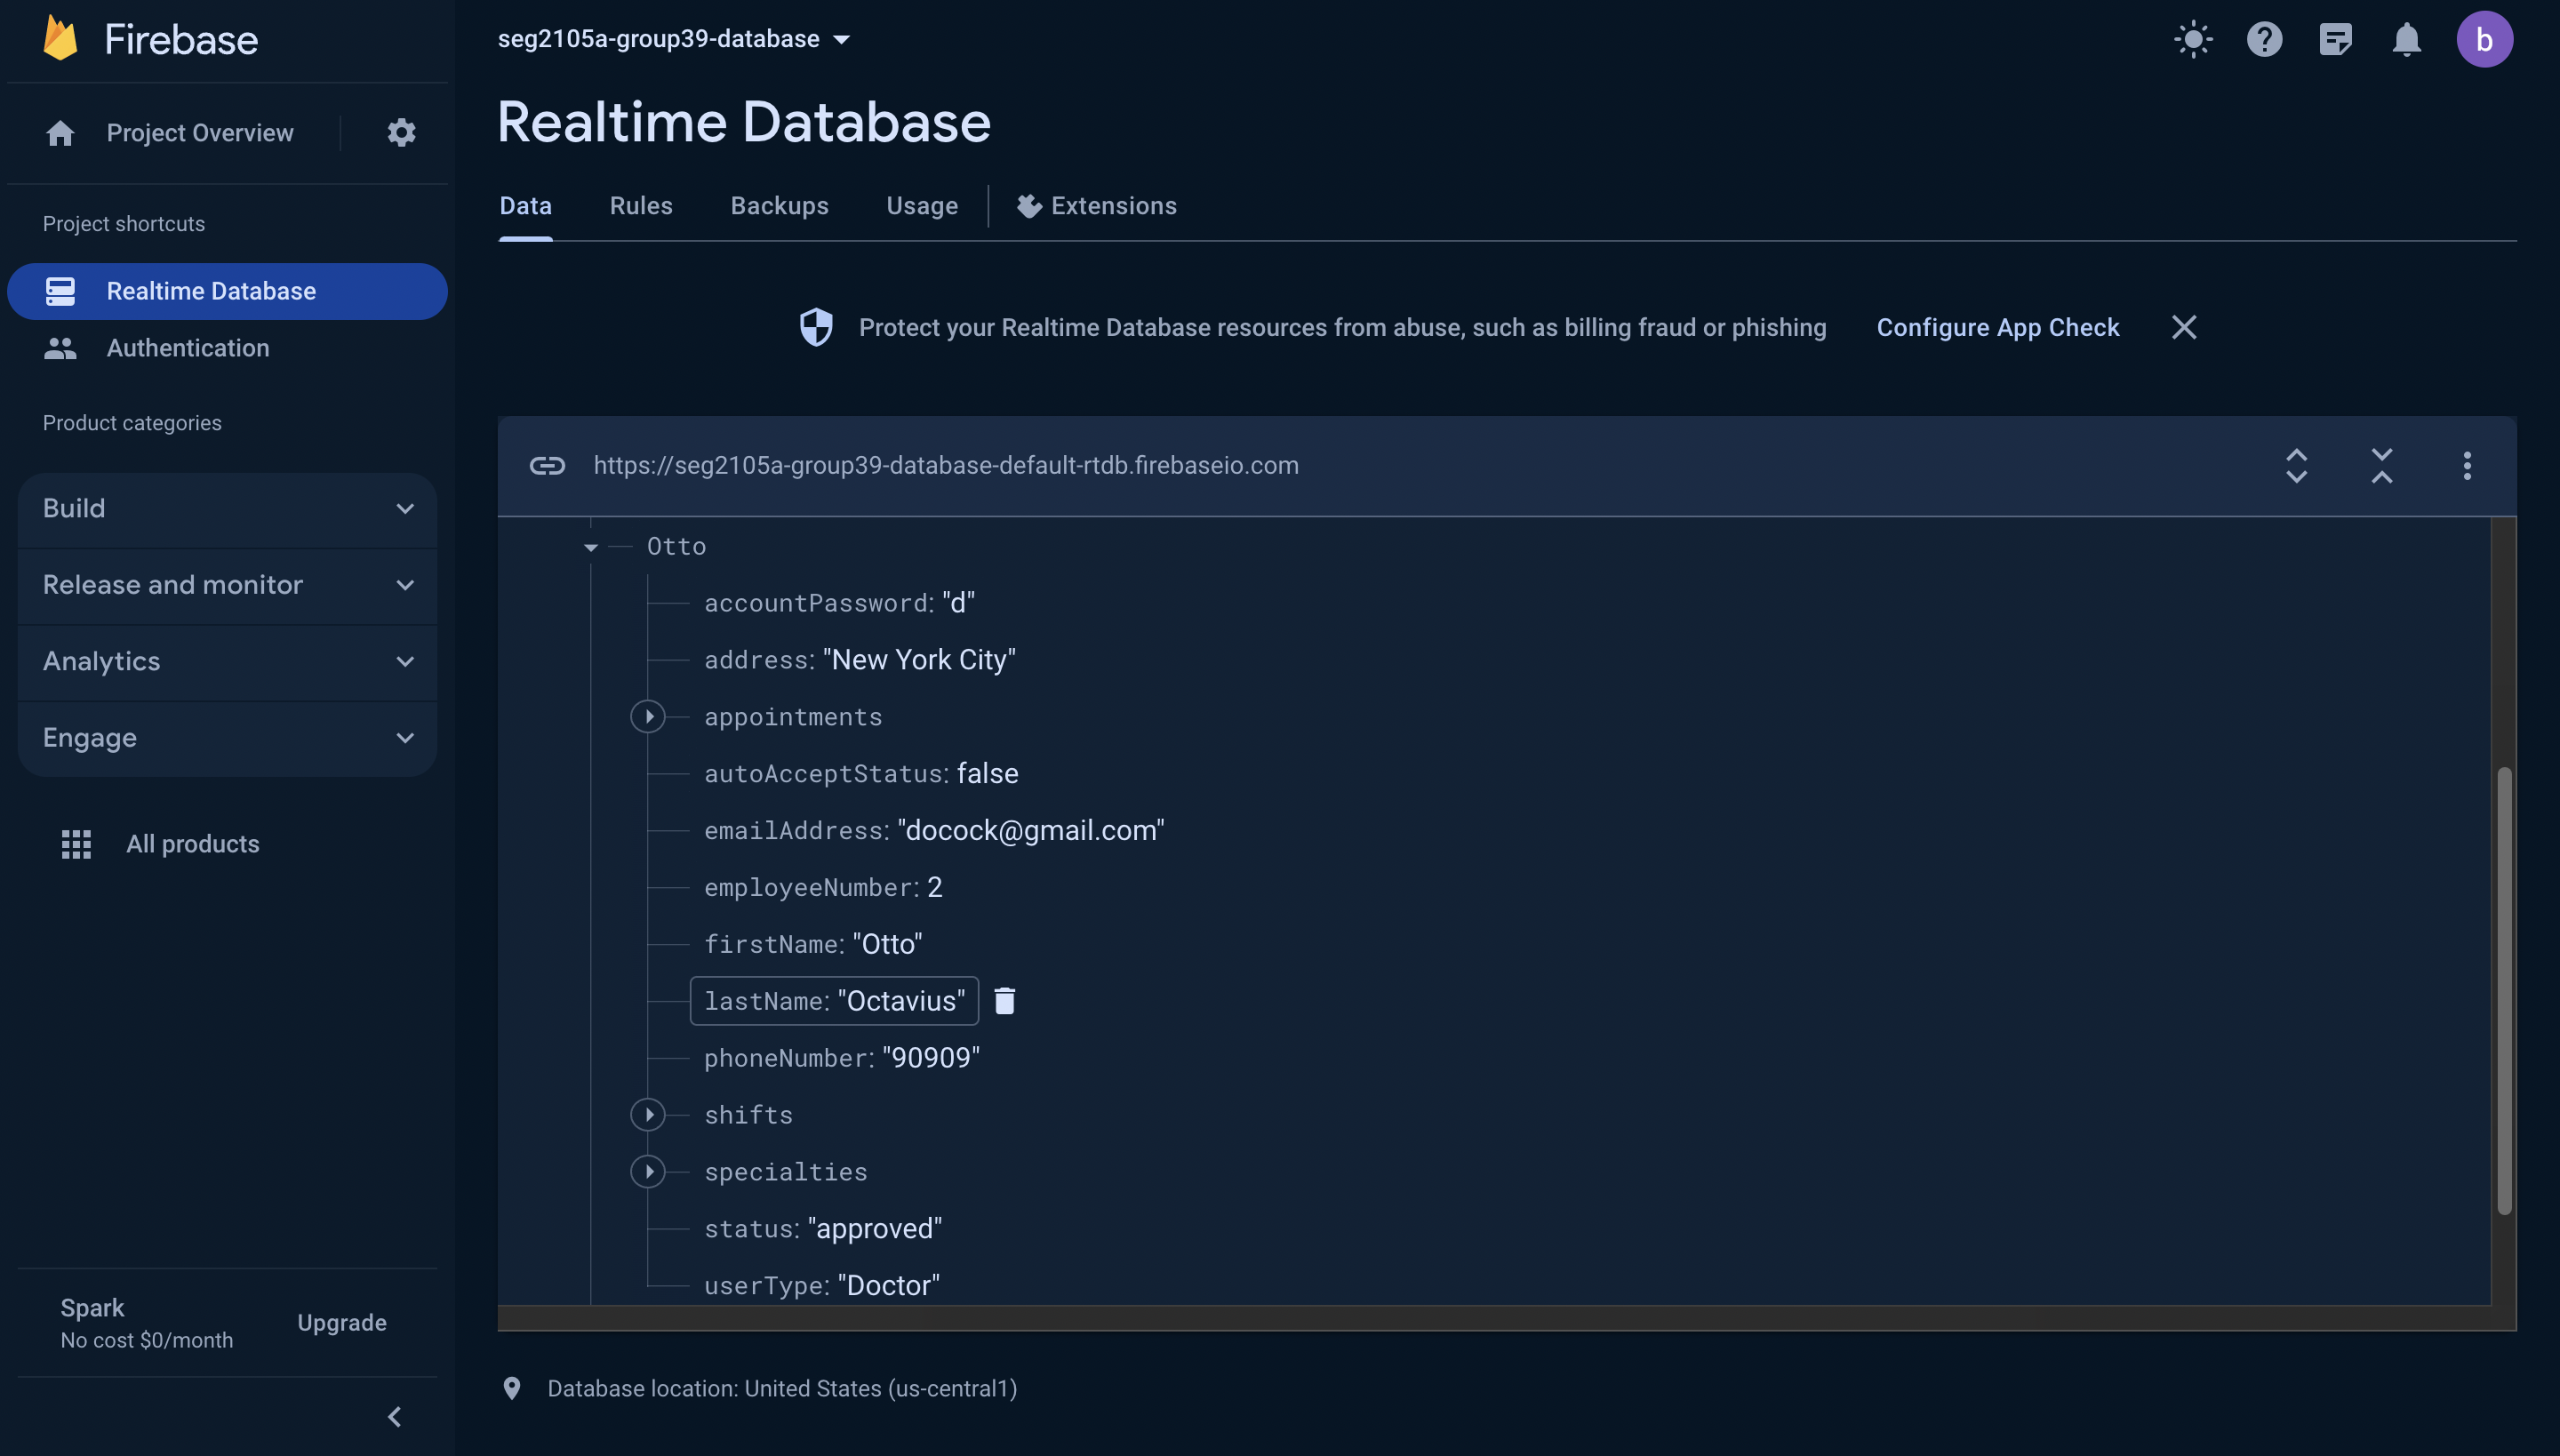 Firebase
Project Overview
Project shortcuts
Realtime Database
Authentication
Product categories
Build
Release and monitor
Analytics
Engage
All products
Spark
No cost $0/month
Upgrade
seg2105a-group39-database
b
Realtime Database
Data Rules Backups Usage Extensions
Protect your Realtime Database resources from abuse, such as billing fraud or phishing Configure App Check
https://seg2105a-group39-database-default-rtdb.firebaseio.com
Otto
accountPassword: "d"
address: "New York City"
appointments
autoAcceptStatus: false
emailAddress: "docock@gmail.com"
employeeNumber: 2
firstName: "Otto"
lastName: "Octavius"
phoneNumber: "90909"
shifts
specialties
status: "approved"
userType: "Doctor"
Database location: United States (us-central1)